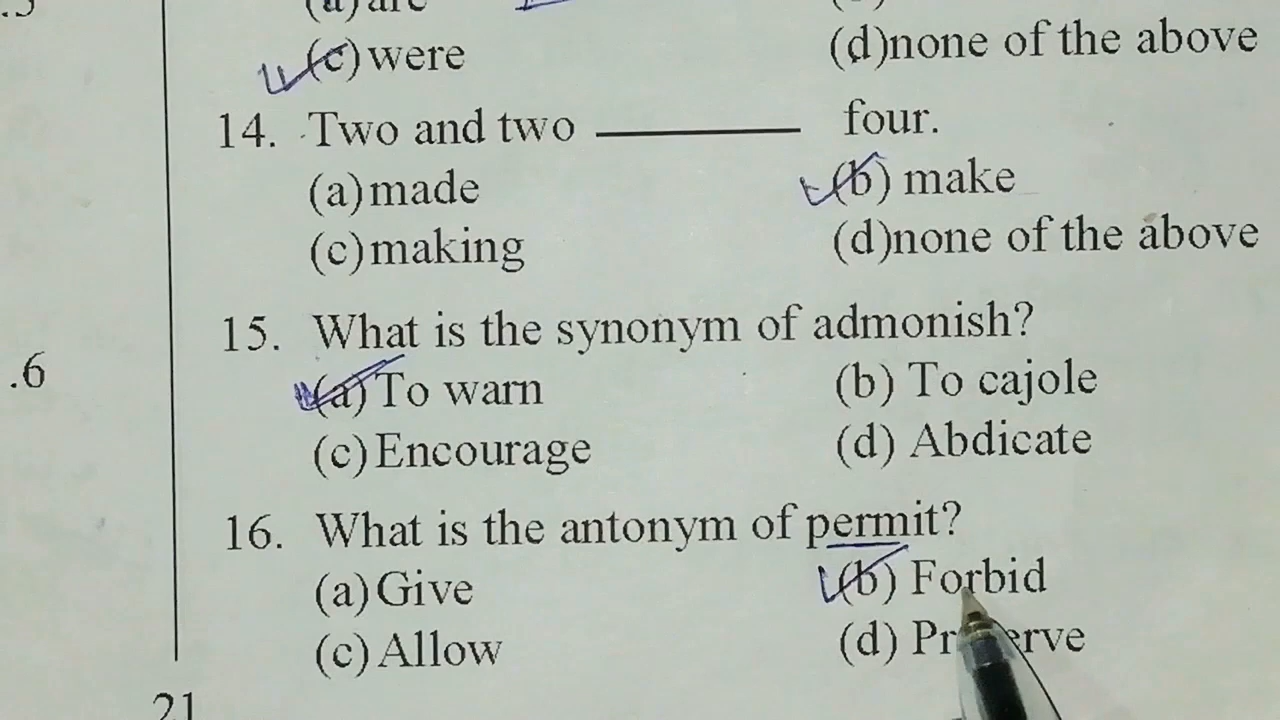 (a) are
(c) were (d)none of the above
14. Two and two ________ four.
(a) made (b) make
(c) making (d)none of the above
15. What is the synonym of admonish?
.6
(a) To warn (b) To cajole
(c) Encourage (d) Abdicate
16. What is the antonym of permit?
(a) Give (b) Forbid
(c) Allow (d)
21